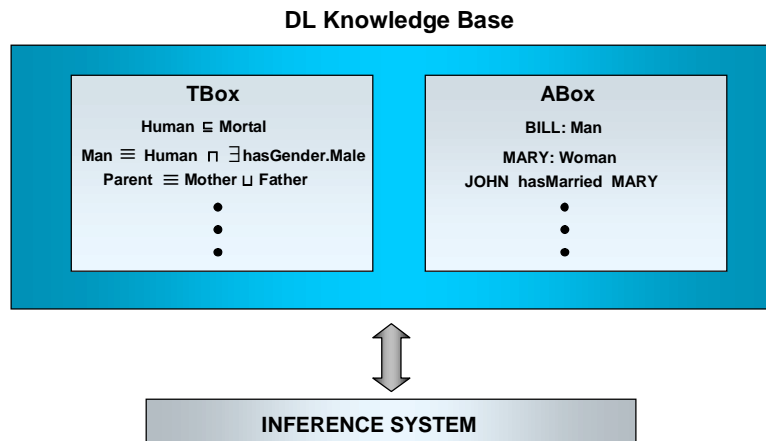 DL Knowledge Base
TBox
Human ⊑ Mortal
Man ≡ Human ⊓ ∃hasGender.Male
Parent ≡ Mother ⊔ Father
ABox
BILL: Man
MARY: Woman
JOHN hasMarried MARY
INFERENCE SYSTEM